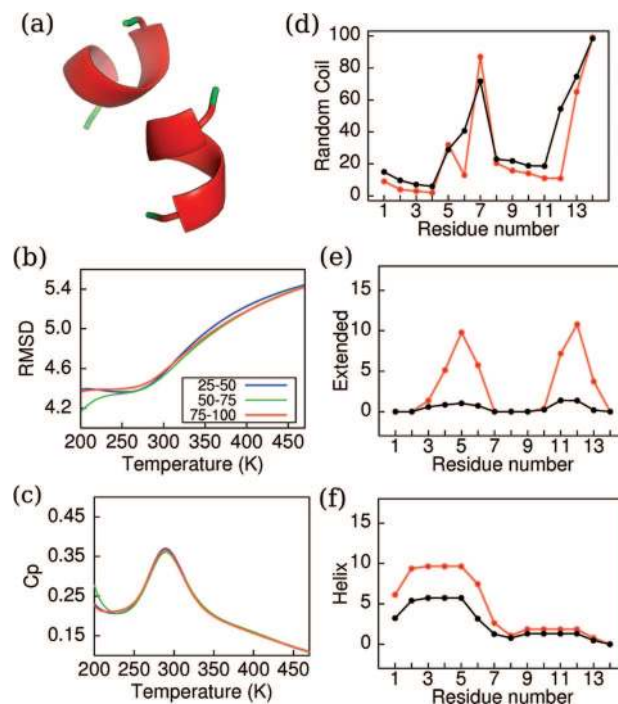 (a)
(b)
RMSD
5.4
5.0
4.6
4.2
25-50
50-75
75-100
200 250 300 350 400 450
Temperature (K)
(c)
Cp
0.45
0.35
0.25
0.15
200 250 300 350 400 450
Temperature (K)
(d)
Random Coil
100
80
60
40
20
0
1 3 5 7 9 11 13
Residue number
(e)
Extended
15
10
5
0
1 3 5 7 9 11 13
Residue number
(f)
Helix
15
10
5
0
1 3 5 7 9 11 13
Residue number